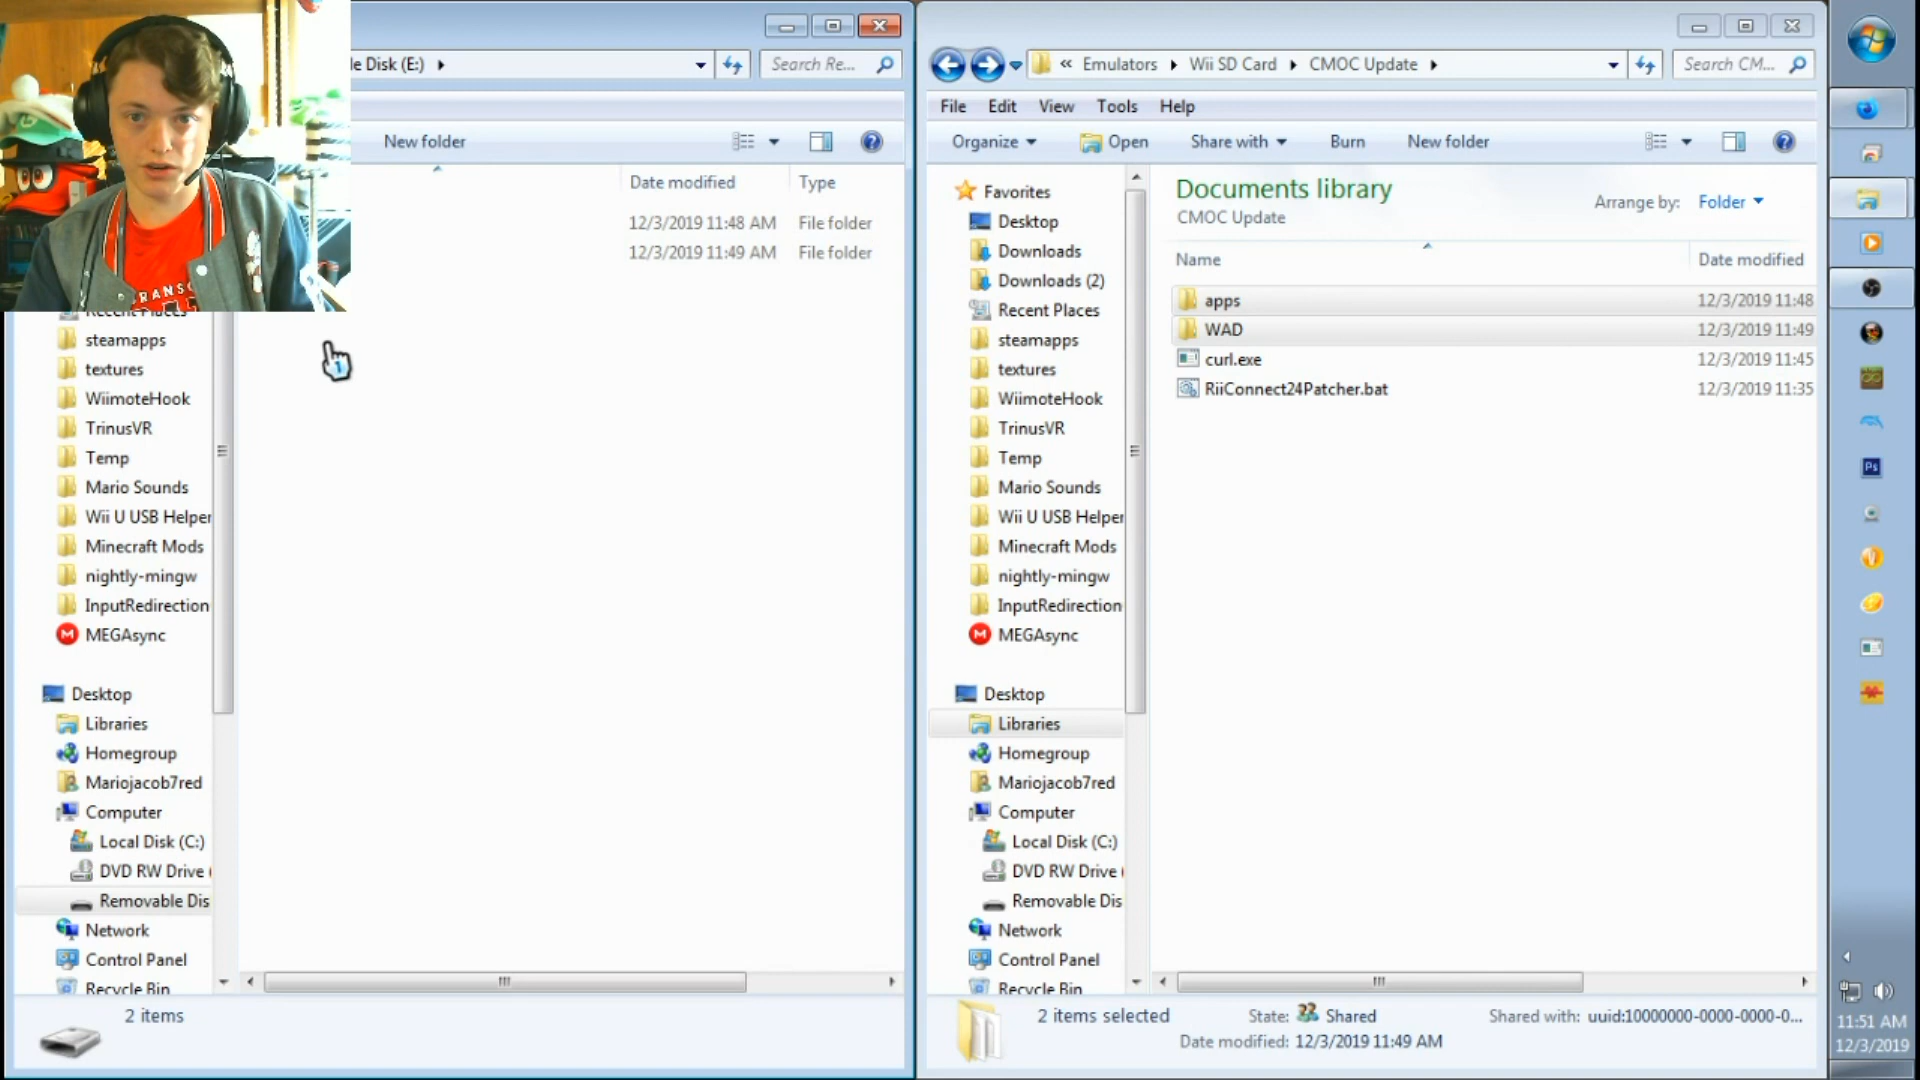 le Disk (E:)
Search Re...
New folder
Date modified
Type
12/3/2019 11:48 AM
File folder
12/3/2019 11:49 AM
File folder
Recent Places
steamapps
textures
WiimoteHook
TrinusVR
Temp
Mario Sounds
Wii U USB Helper
Minecraft Mods
nightly-mingw
InputRedirection
MEGAsync
Desktop
Libraries
Homegroup
Mariojacob7red
Computer
Local Disk (C:)
DVD RW Drive (
Removable Dis
Network
Control Panel
Recycle Bin
2 items
« Emulators Wii SD Card CMOC Update
Search CM...
File Edit View Tools Help
Organize Open Share with Burn New folder
Favorites
Desktop
Downloads
Downloads (2)
Recent Places
steamapps
textures
WiimoteHook
TrinusVR
Temp
Mario Sounds
Wii U USB Helper
Minecraft Mods
nightly-mingw
InputRedirection
MEGAsync
Desktop
Libraries
Homegroup
Mariojacob7red
Computer
Local Disk (C:)
DVD RW Drive (
Removable Dis
Network
Control Panel
Recycle Bin
Documents library
CMOC Update
Arrange by: Folder
Name
Date modified
apps
12/3/2019 11:48
WAD
12/3/2019 11:49
curl.exe
12/3/2019 11:45
RiiConnect24Patcher.bat
12/3/2019 11:35
2 items selected
State: Shared
Shared with: uuid:10000000-0000-0000-0...
Date modified: 12/3/2019 11:49 AM
Ps
11:51 AM
12/3/2019